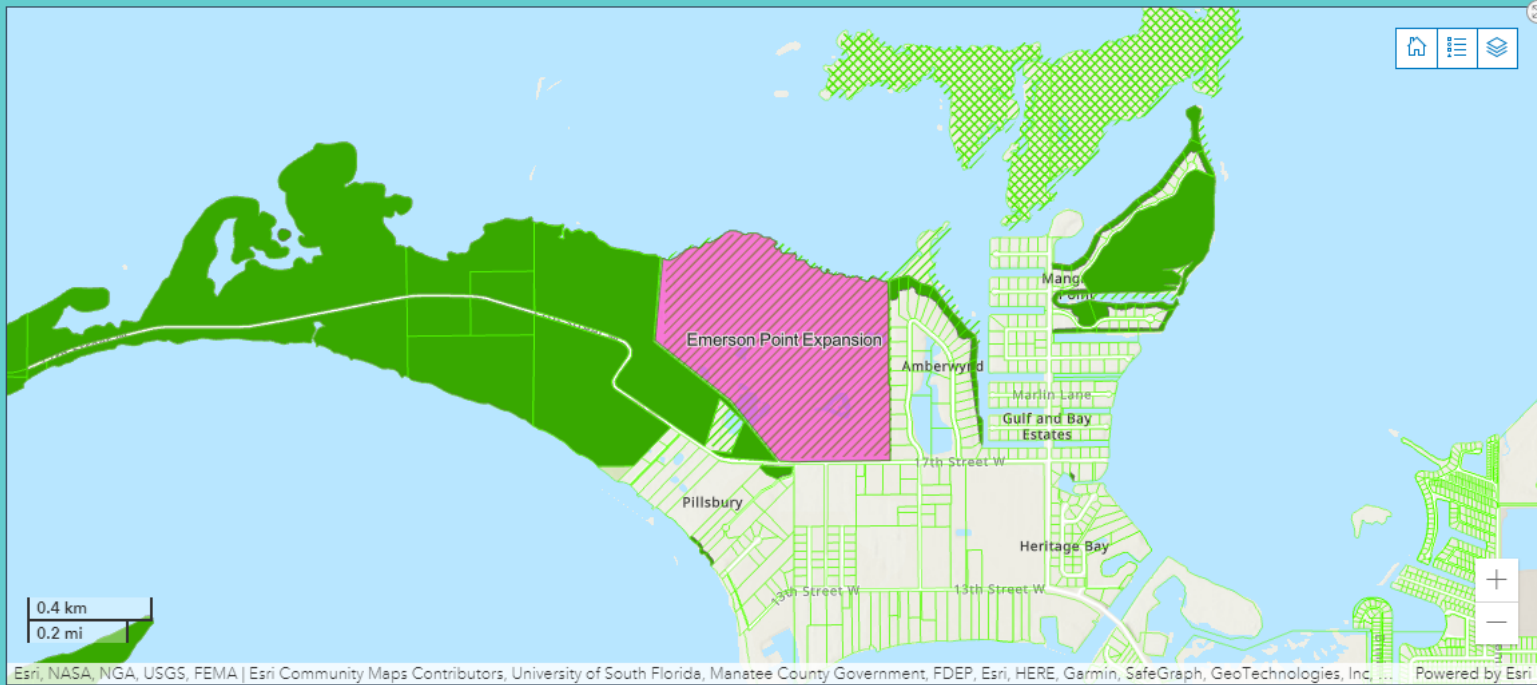 Mang
Point
Emerson Point Expansion
Amberwynd
Marlin Lane
Gulf and Bay
Estates
17th Street W
Pillsbury
Heritage Bay
13th Street W
13th Street W
0.4 km
0.2 mi
Esri, NASA, NGA, USGS, FEMA | Esri Community Maps Contributors, University of South Florida, Manatee County Government, FDEP, Esri, HERE, Garmin, SafeGraph, GeoTechnologies, Inc, ...
Powered by Esri